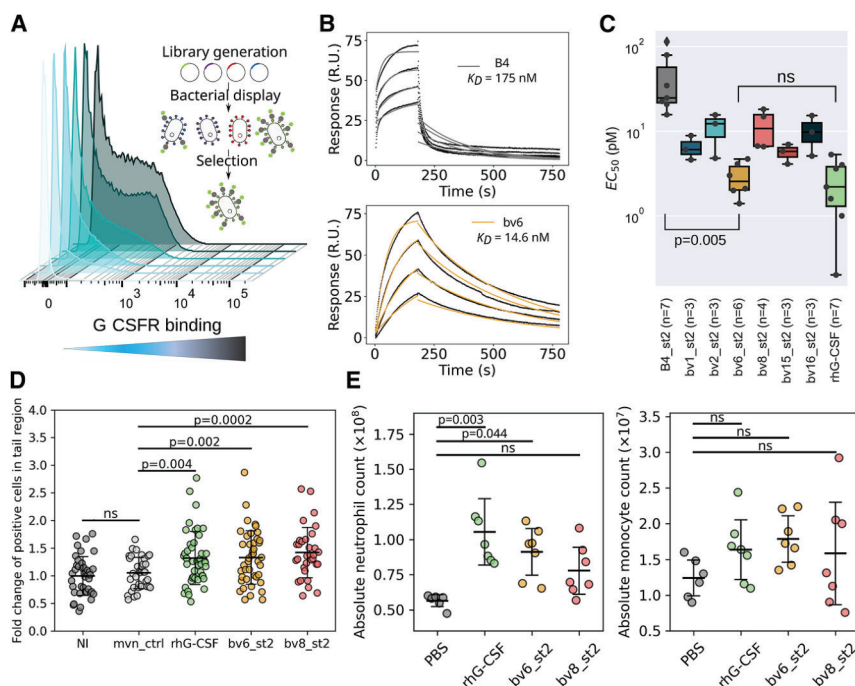 A
Library generation
Bacterial display
Selection
0
10^3
10^4
10^5
G CSFR binding
B
Response (R.U.)
75
50
25
0
B4
K_D = 175 nM
0
250
500
750
Time (s)
Response (R.U.)
75
50
25
0
bv6
K_D = 14.6 nM
0
250
500
750
Time (s)
C
EC_50 (pM)
10^2
10^1
10^0
ns
p=0.005
B4_st2 (n=7)
bv1_st2 (n=3)
bv2_st2 (n=3)
bv6_st2 (n=6)
bv8_st2 (n=4)
bv15_st2 (n=3)
bv16_st2 (n=3)
rhG-CSF (n=7)
D
Fold change of positive cells in tail region
4.0
3.5
3.0
2.5
2.0
1.5
1.0
0.5
0.0
p=0.0002
p=0.002
p=0.004
ns
NI
mvn_ctrl
rhG-CSF
bv6_st2
bv8_st2
E
Absolute neutrophil count (×10^8)
1.75
1.50
1.25
1.00
0.75
0.50
p=0.003
p=0.044
ns
PBS
rhG-CSF
bv6_st2
bv8_st2
Absolute monocyte count (×10^7)
3.5
3.0
2.5
2.0
1.5
1.0
0.5
ns
ns
ns
PBS
rhG-CSF
bv6_st2
bv8_st2